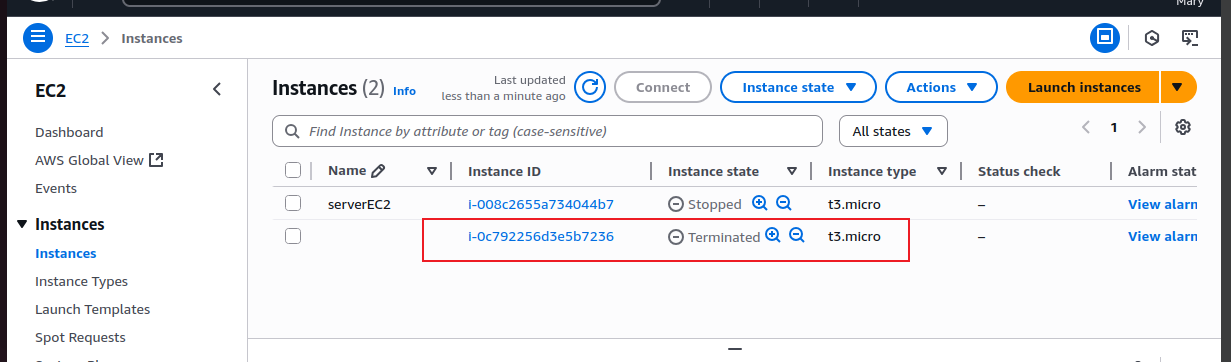 Mary
EC2 > Instances
EC2
Dashboard
AWS Global View
Events
Instances
Instances
Instance Types
Launch Templates
Spot Requests
Instances (2) Info
Last updated
less than a minute ago
Connect
Instance state
Actions
Launch instances
Find Instance by attribute or tag (case-sensitive)
All states
1
Name Instance ID Instance state Instance type Status check Alarm stat
serverEC2 i-008c2655a734044b7 Stopped t3.micro – View alarm
i-0c792256d3e5b7236 Terminated t3.micro – View alarm